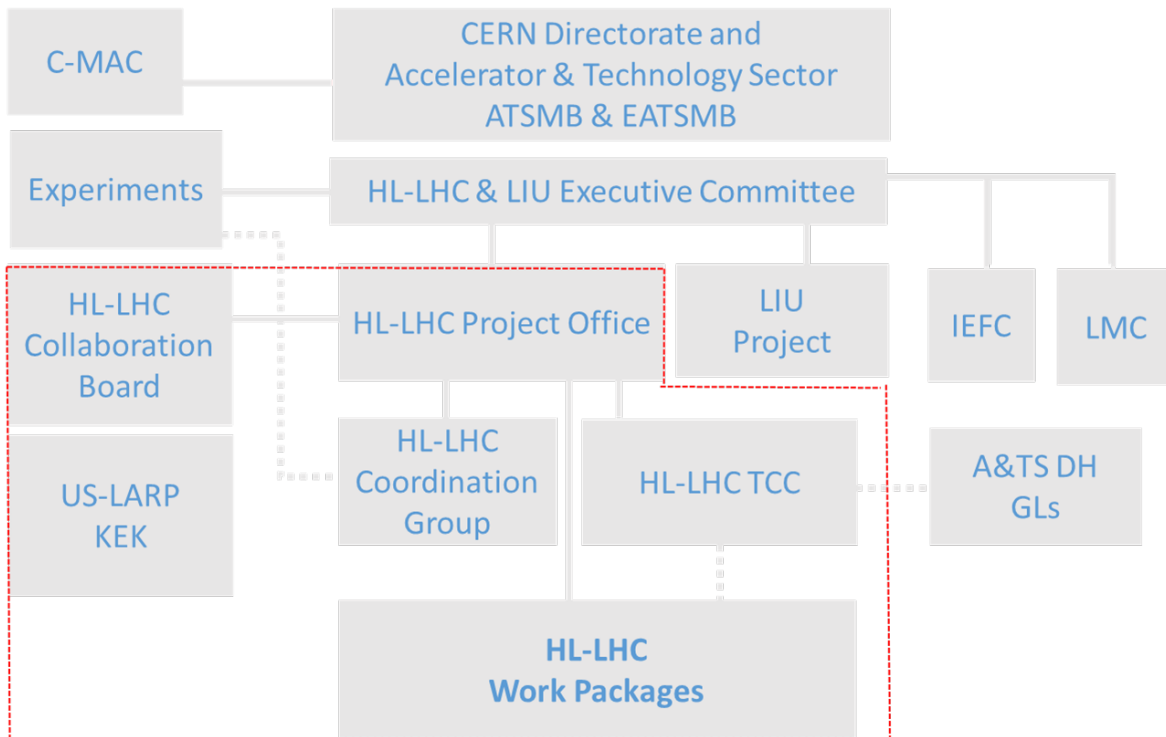 C-MAC
CERN Directorate and
Accelerator & Technology Sector
ATSMB & EATSMB
Experiments
HL-LHC & LIU Executive Committee
HL-LHC
Collaboration
Board
HL-LHC Project Office
LIU
Project
IEFC
LMC
US-LARP
KEK
HL-LHC
Coordination
Group
HL-LHC TCC
A&TS DH
GLs
HL-LHC
Work Packages